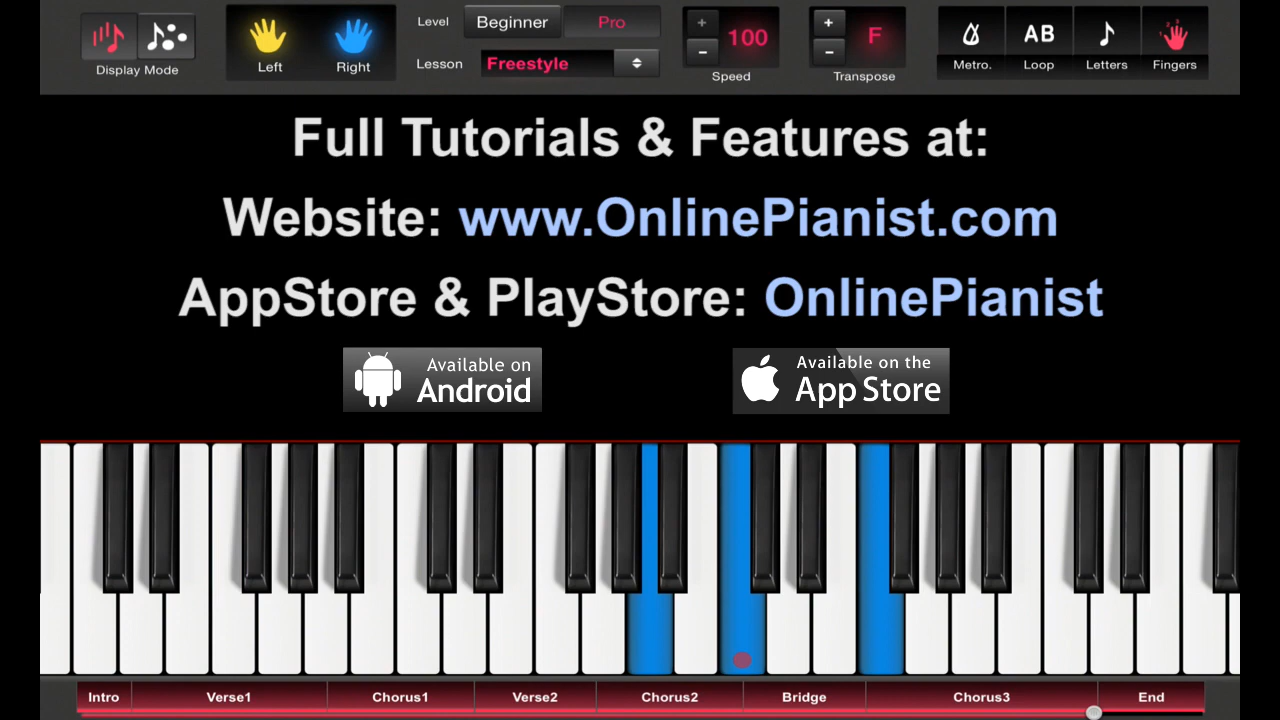 Level Beginner Pro
+ 100 -
+ F -
AB
Left Right
Lesson Freestyle
Display Mode
Speed
Transpose
Metro. Loop Letters Fingers
Full Tutorials & Features at:
Website: www.OnlinePianist.com
AppStore & PlayStore: OnlinePianist
Available on
Android
Available on the
App Store
Intro Verse1 Chorus1 Verse2 Chorus2 Bridge Chorus3 End